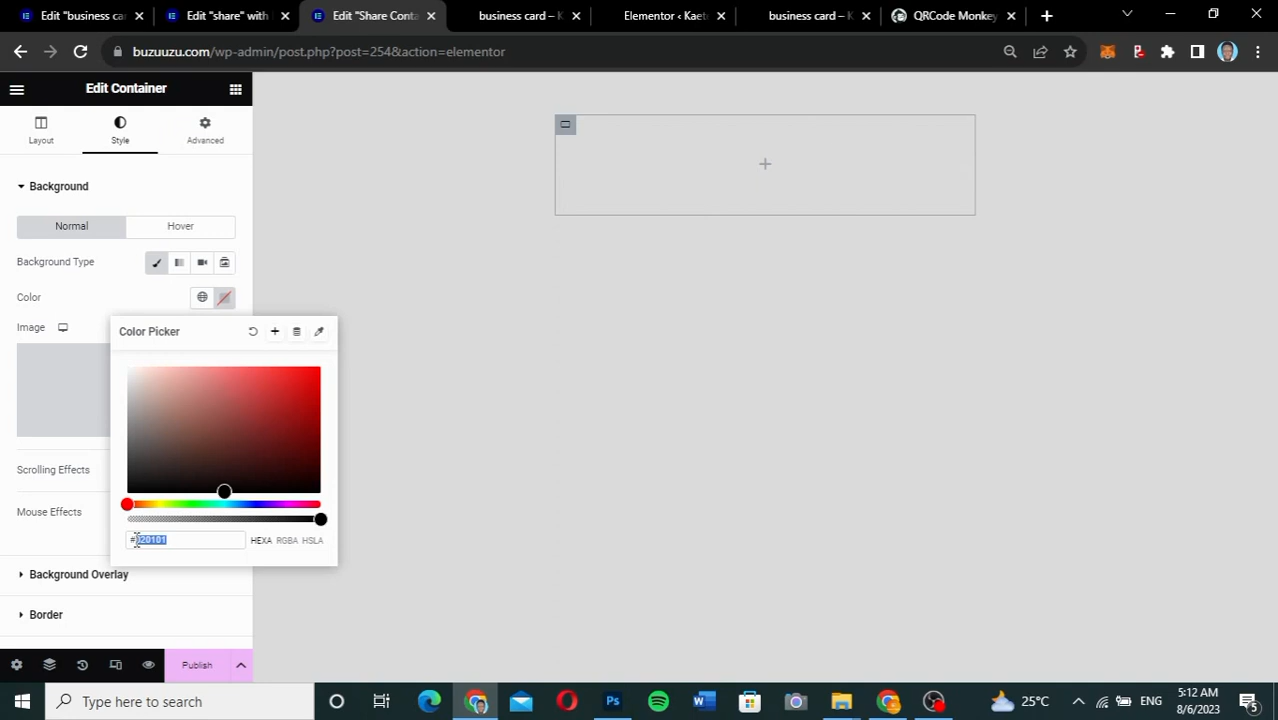 Edit "business car
Edit "share" with
Edit "Share Conta
business card – K
Elementor ‹ Kaet
business card – K
QRCode Monkey
buzuuzu.com/wp-admin/post.php?post=254&action=elementor
Edit Container
Layout
Style
Advanced
Background
Normal
Hover
Background Type
Color
Image
Color Picker
#020101
HEXA
RGBA
HSLA
Scrolling Effects
Mouse Effects
Background Overlay
Border
Publish
Type here to search
25°C
ENG
5:12 AM
8/6/2023
5